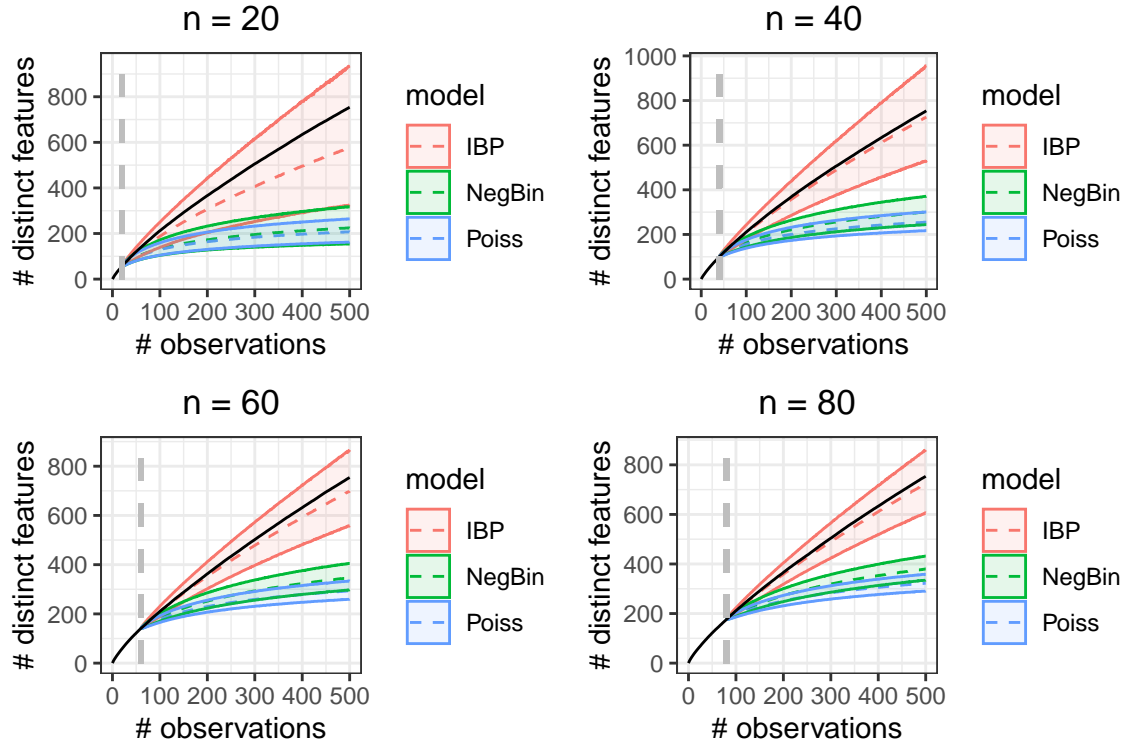 n = 20
# distinct features
800
600
400
200
0
0 100 200 300 400 500
# observations
model
IBP
NegBin
Poiss
n = 40
# distinct features
1000
800
600
400
200
0
0 100 200 300 400 500
# observations
model
IBP
NegBin
Poiss
n = 60
# distinct features
800
600
400
200
0
0 100 200 300 400 500
# observations
model
IBP
NegBin
Poiss
n = 80
# distinct features
800
600
400
200
0
0 100 200 300 400 500
# observations
model
IBP
NegBin
Poiss